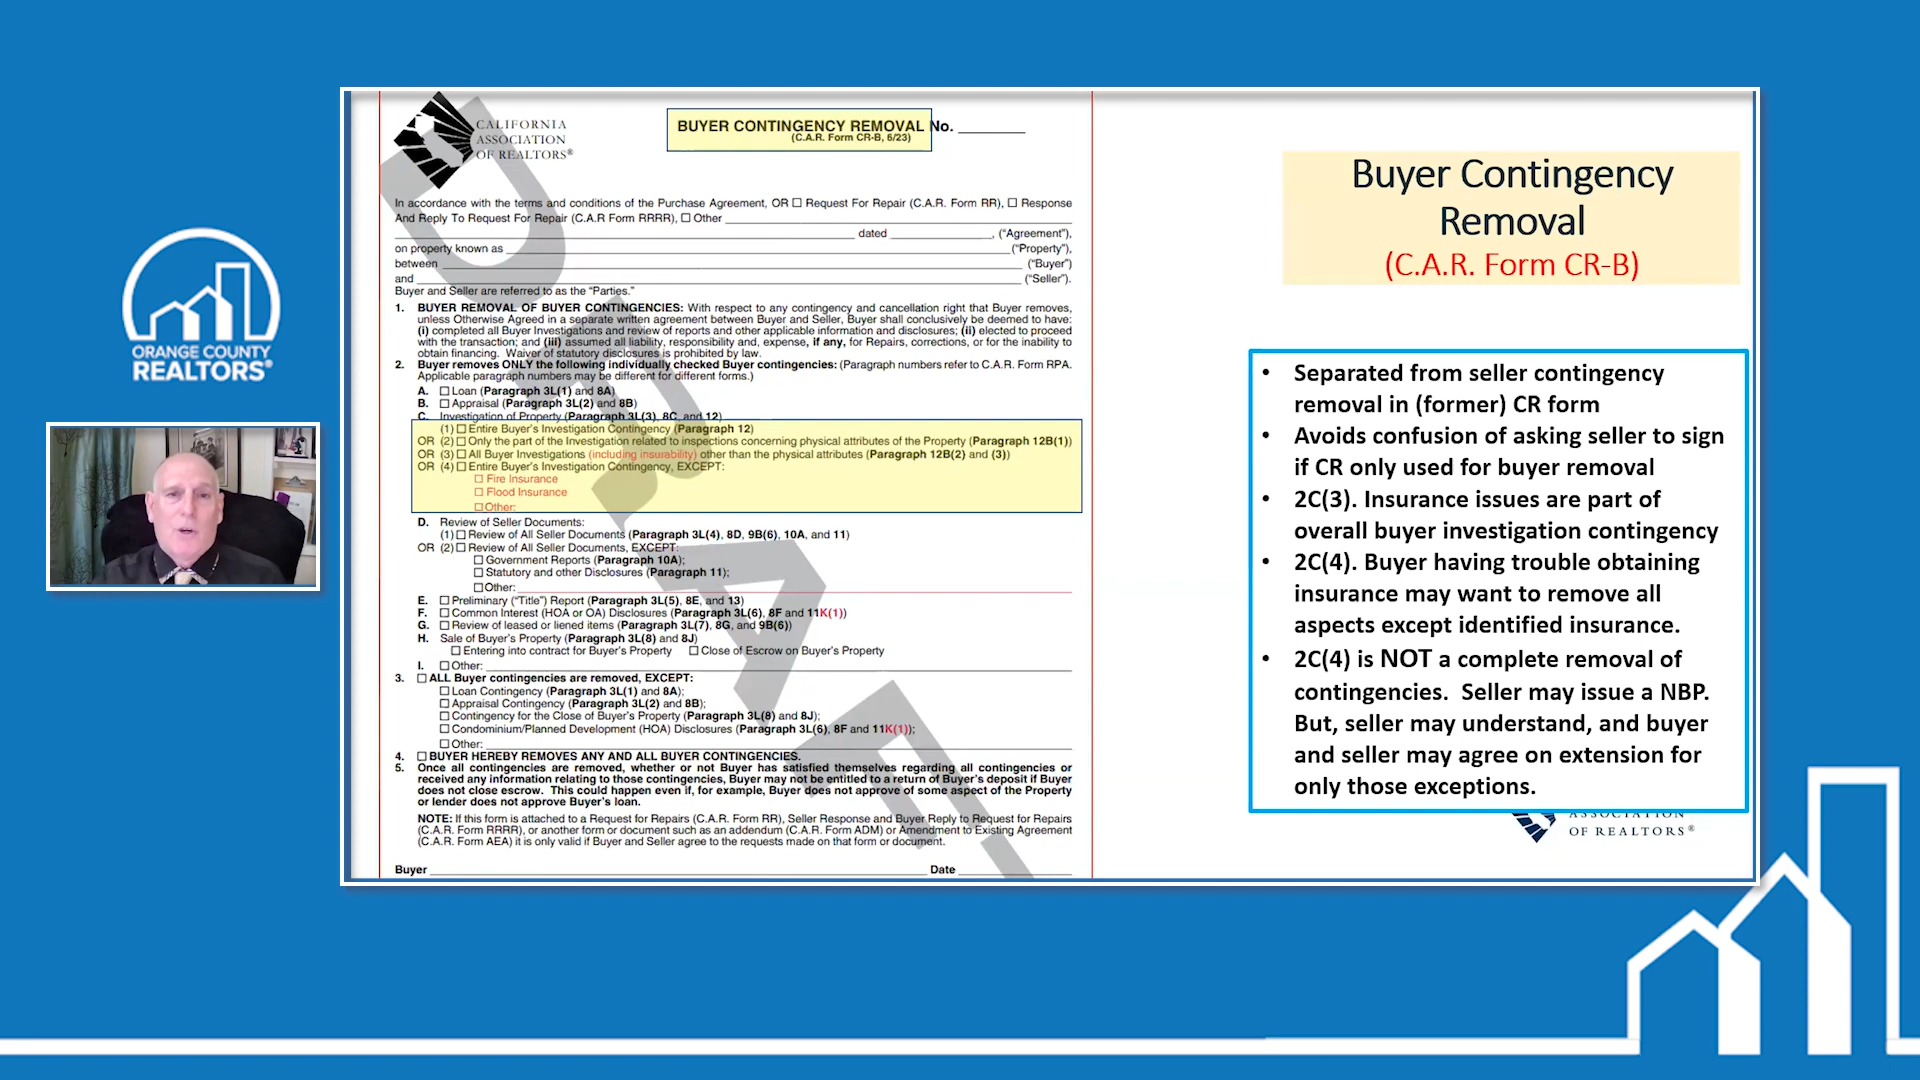 ORANGE COUNTY
REALTORS®
CALIFORNIA
ASSOCIATION
OF REALTORS®
BUYER CONTINGENCY REMOVAL No. ________
(C.A.R. Form CR-B, 6/23)
In accordance with the terms and conditions of the Purchase Agreement, OR ☐ Request For Repair (C.A.R. Form RR), ☐ Response
And Reply To Request For Repair (C.A.R Form RRRR), ☐ Other ________
________ dated ________, (“Agreement”),
on property known as ________ (“Property”),
between ________ (“Buyer”)
and ________ (“Seller”).
Buyer and Seller are referred to as the “Parties.”
1. BUYER REMOVAL OF BUYER CONTINGENCIES: With respect to any contingency and cancellation right that Buyer removes,
unless Otherwise Agreed in a separate written agreement between Buyer and Seller, Buyer shall conclusively be deemed to have:
(i) completed all Buyer Investigations and review of reports and other applicable information and disclosures; (ii) elected to proceed
with the transaction; and (iii) assumed all liability, responsibility and, expense, if any, for Repairs, corrections, or for the inability to
obtain financing. Waiver of statutory disclosures is prohibited by law.
2. Buyer removes ONLY the following individually checked Buyer contingencies: (Paragraph numbers refer to C.A.R. Form RPA.
Applicable paragraph numbers may be different for different forms.)
A. ☐ Loan (Paragraph 3L(1) and 8A)
B. ☐ Appraisal (Paragraph 3L(2) and 8B)
C. Investigation of Property (Paragraph 3L(3), 8C, and 12)
(1) ☐ Entire Buyer's Investigation Contingency (Paragraph 12)
OR (2) ☐ Only the part of the Investigation related to inspections concerning physical attributes of the Property (Paragraph 12B(1))
OR (3) ☐ All Buyer Investigations (including insurability) other than the physical attributes (Paragraph 12B(2) and (3))
OR (4) ☐ Entire Buyer's Investigation Contingency, EXCEPT:
☐ Fire Insurance
☐ Flood Insurance
☐ Other:
D. Review of Seller Documents:
(1) ☐ Review of All Seller Documents (Paragraph 3L(4), 8D, 9B(6), 10A, and 11)
OR (2) ☐ Review of All Seller Documents, EXCEPT:
☐ Government Reports (Paragraph 10A);
☐ Statutory and other Disclosures (Paragraph 11);
☐ Other: ________
E. ☐ Preliminary (“Title”) Report (Paragraph 3L(5), 8E, and 13)
F. ☐ Common Interest (HOA or OA) Disclosures (Paragraph 3L(6), 8F and 11K(1))
G. ☐ Review of leased or liened items (Paragraph 3L(7), 8G, and 9B(6))
H. Sale of Buyer's Property (Paragraph 3L(8) and 8J)
☐ Entering into contract for Buyer's Property ☐ Close of Escrow on Buyer's Property
I. ☐ Other: ________
3. ☐ ALL Buyer contingencies are removed, EXCEPT:
☐ Loan Contingency (Paragraph 3L(1) and 8A);
☐ Appraisal Contingency (Paragraph 3L(2) and 8B);
☐ Contingency for the Close of Buyer's Property (Paragraph 3L(8) and 8J);
☐ Condominium/Planned Development (HOA) Disclosures (Paragraph 3L(6), 8F and 11K(1));
☐ Other: ________
4. ☐ BUYER HEREBY REMOVES ANY AND ALL BUYER CONTINGENCIES.
5. Once all contingencies are removed, whether or not Buyer has satisfied themselves regarding all contingencies or
received any information relating to those contingencies, Buyer may not be entitled to a return of Buyer's deposit if Buyer
does not close escrow. This could happen even if, for example, Buyer does not approve of some aspect of the Property
or lender does not approve Buyer's loan.
NOTE: If this form is attached to a Request for Repairs (C.A.R. Form RR), Seller Response and Buyer Reply to Request for Repairs
(C.A.R. Form RRRR), or another form or document such as an addendum (C.A.R. Form ADM) or Amendment to Existing Agreement
(C.A.R. Form AEA) it is only valid if Buyer and Seller agree to the requests made on that form or document.
Buyer ________ Date ________
DRAFT
Buyer Contingency
Removal
(C.A.R. Form CR-B)
• Separated from seller contingency
removal in (former) CR form
• Avoids confusion of asking seller to sign
if CR only used for buyer removal
• 2C(3). Insurance issues are part of
overall buyer investigation contingency
• 2C(4). Buyer having trouble obtaining
insurance may want to remove all
aspects except identified insurance.
• 2C(4) is NOT a complete removal of
contingencies. Seller may issue a NBP.
But, seller may understand, and buyer
and seller may agree on extension for
only those exceptions.
ASSOCIATION
OF REALTORS®